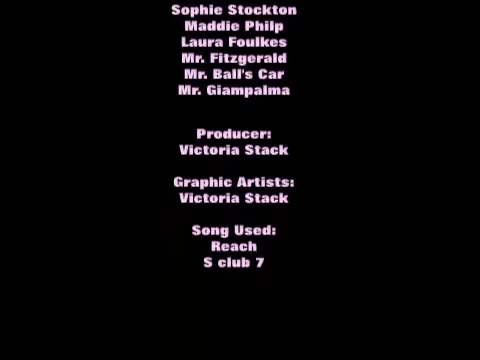 Sophie Stockton
Maddie Philp
Laura Foulkes
Mr. Fitzgerald
Mr. Ball's Car
Mr. Giampalma
Producer:
Victoria Stack
Graphic Artists:
Victoria Stack
Song Used:
Reach
S club 7